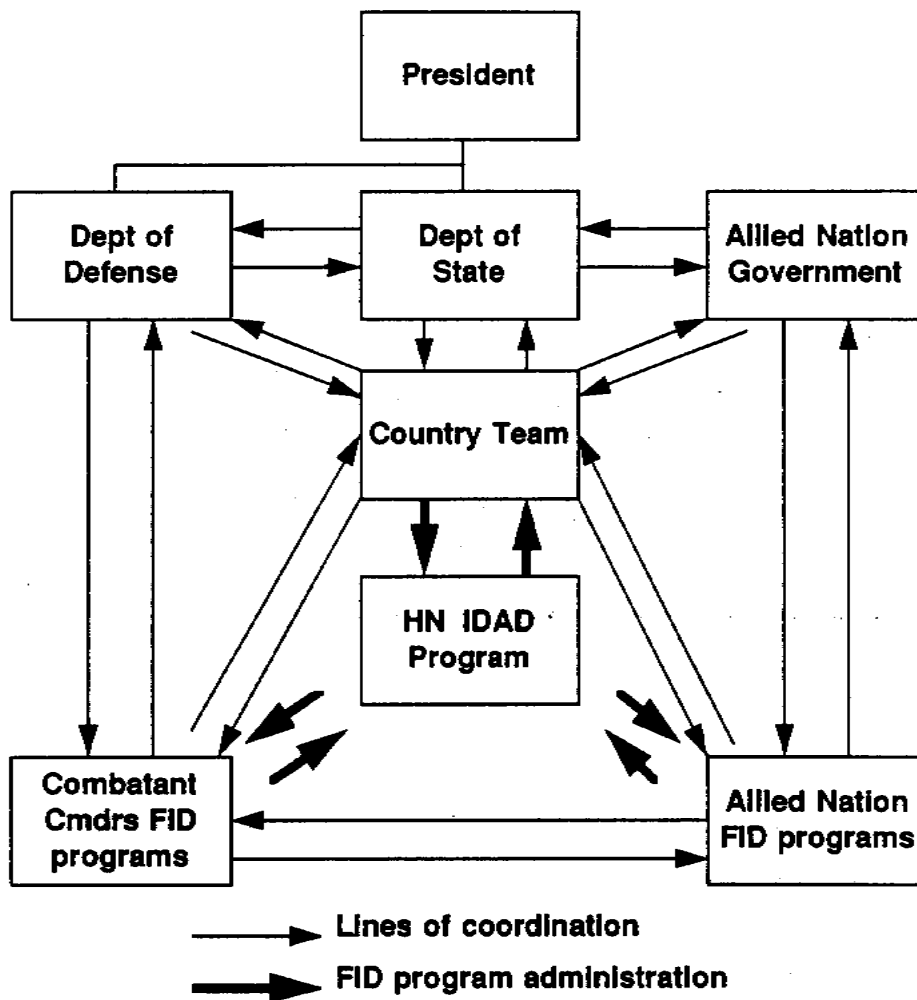 President
Dept of
Defense
Dept of
State
Allied Nation
Government
Country Team
HN IDAD
Program
Combatant
Cmdrs FID
programs
Allied Nation
FID programs
Lines of coordination
FID program administration